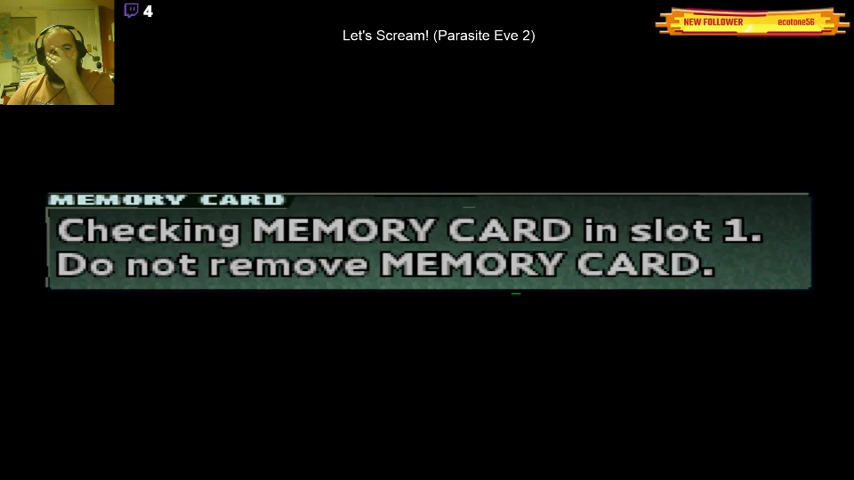 4
Let's Scream! (Parasite Eve 2)
NEW FOLLOWER ecotone56
MEMORY CARD
Checking MEMORY CARD in slot 1.
Do not remove MEMORY CARD.